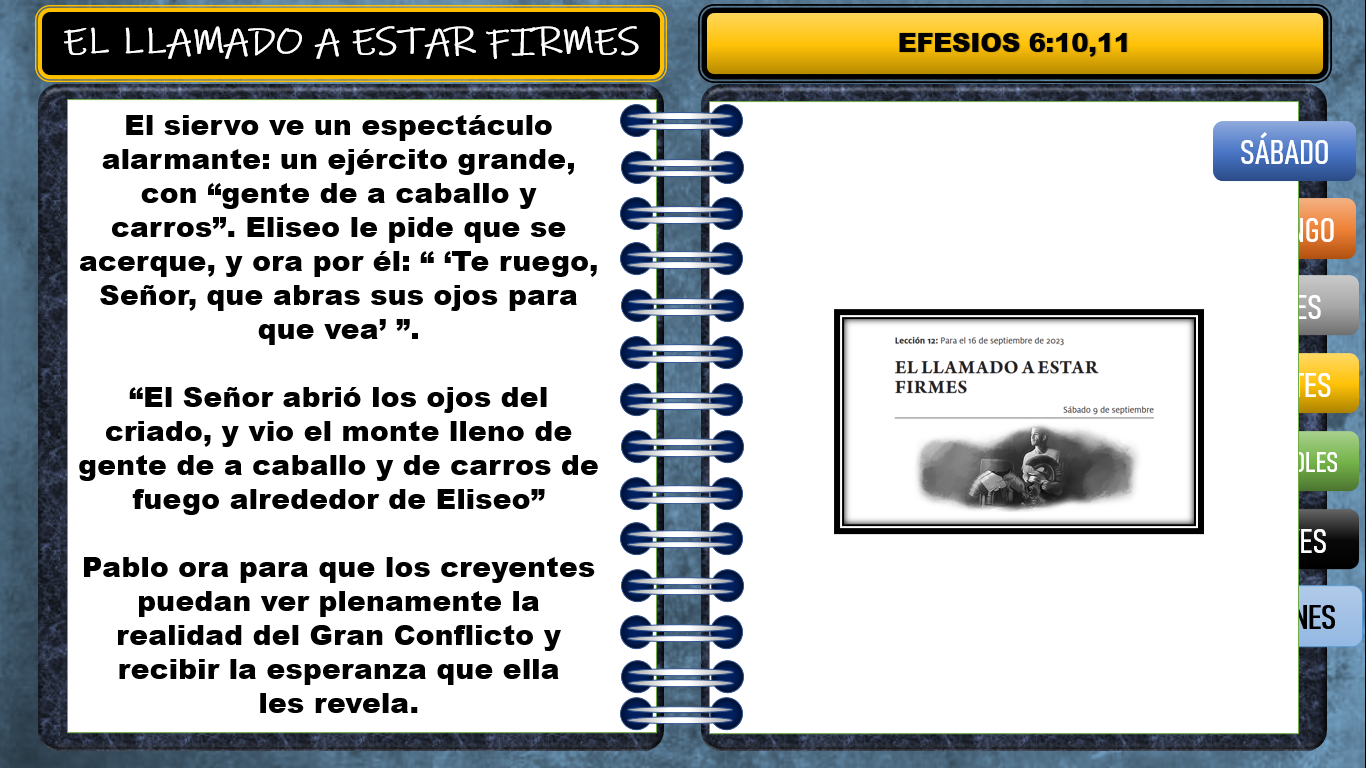 EL LLAMADO A ESTAR FIRMES
EFESIOS 6:10,11
El siervo ve un espectáculo
alarmante: un ejército grande,
con “gente de a caballo y
carros”. Eliseo le pide que se
acerque, y ora por él: “ ‘Te ruego,
Señor, que abras sus ojos para
que vea’ ”.
“El Señor abrió los ojos del
criado, y vio el monte lleno de
gente de a caballo y de carros de
fuego alrededor de Eliseo”
Pablo ora para que los creyentes
puedan ver plenamente la
realidad del Gran Conflicto y
recibir la esperanza que ella
les revela.
Lección 12: Para el 16 de septiembre de 2023
EL LLAMADO A ESTAR
FIRMES
Sábado 9 de septiembre
SÁBADO
NGO
ES
TES
OLES
ES
NES